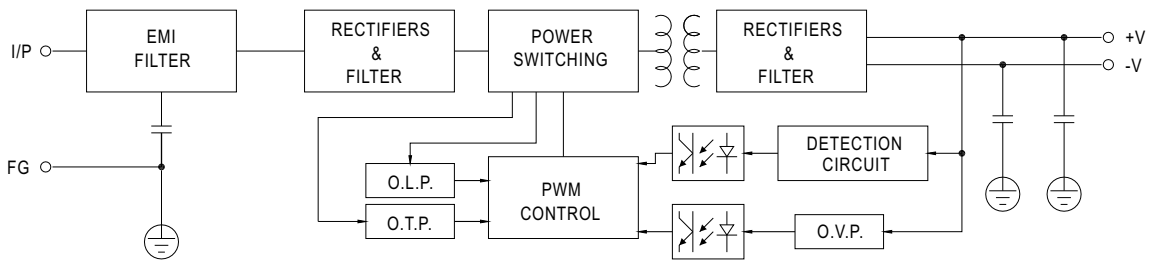 I/P
EMI
FILTER
RECTIFIERS
&
FILTER
POWER
SWITCHING
RECTIFIERS
&
FILTER
+V
-V
FG
O.L.P.
O.T.P.
PWM
CONTROL
DETECTION
CIRCUIT
O.V.P.